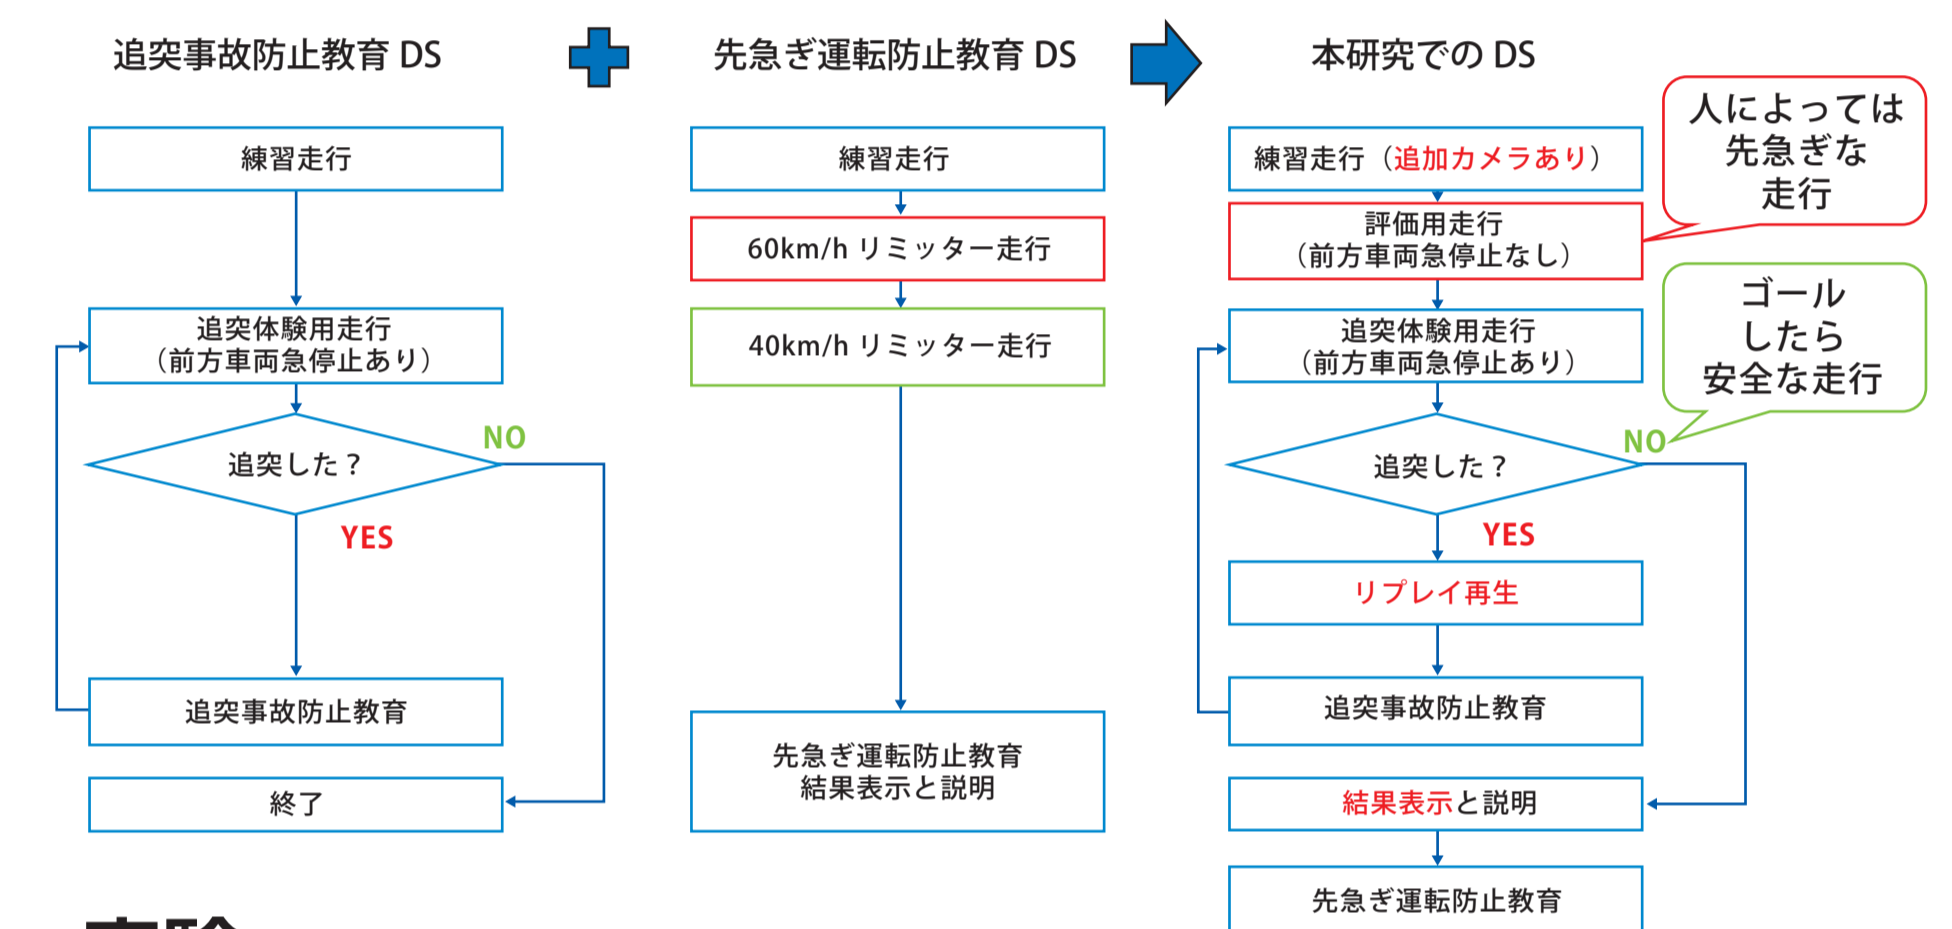 追突事故防止教育 DS
先急ぎ運転防止教育 DS
本研究での DS
練習走行
追突体験用走行
（前方車両急停止あり）
追突した？
NO
YES
追突事故防止教育
終了
練習走行
60km/h リミッター走行
40km/h リミッター走行
先急ぎ運転防止教育
結果表示と説明
練習走行（追加カメラあり）
評価用走行
（前方車両急停止なし）
追突体験用走行
（前方車両急停止あり）
追突した？
NO
YES
リプレイ再生
追突事故防止教育
結果表示と説明
先急ぎ運転防止教育
人によっては
先急ぎな
走行
ゴール
したら
安全な走行